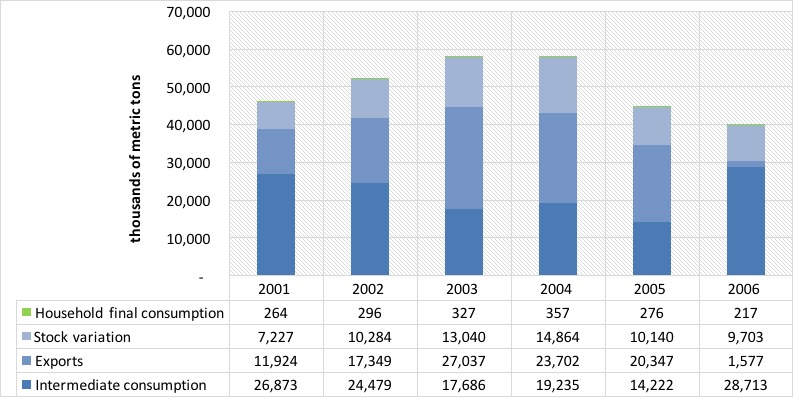 70,000
60,000
50,000
40,000
30,000
20,000
10,000
-
thousands of metric tons
2001 2002 2003 2004 2005 2006
Household final consumption 264 296 327 357 276 217
Stock variation 7,227 10,284 13,040 14,864 10,140 9,703
Exports 11,924 17,349 27,037 23,702 20,347 1,577
Intermediate consumption 26,873 24,479 17,686 19,235 14,222 28,713